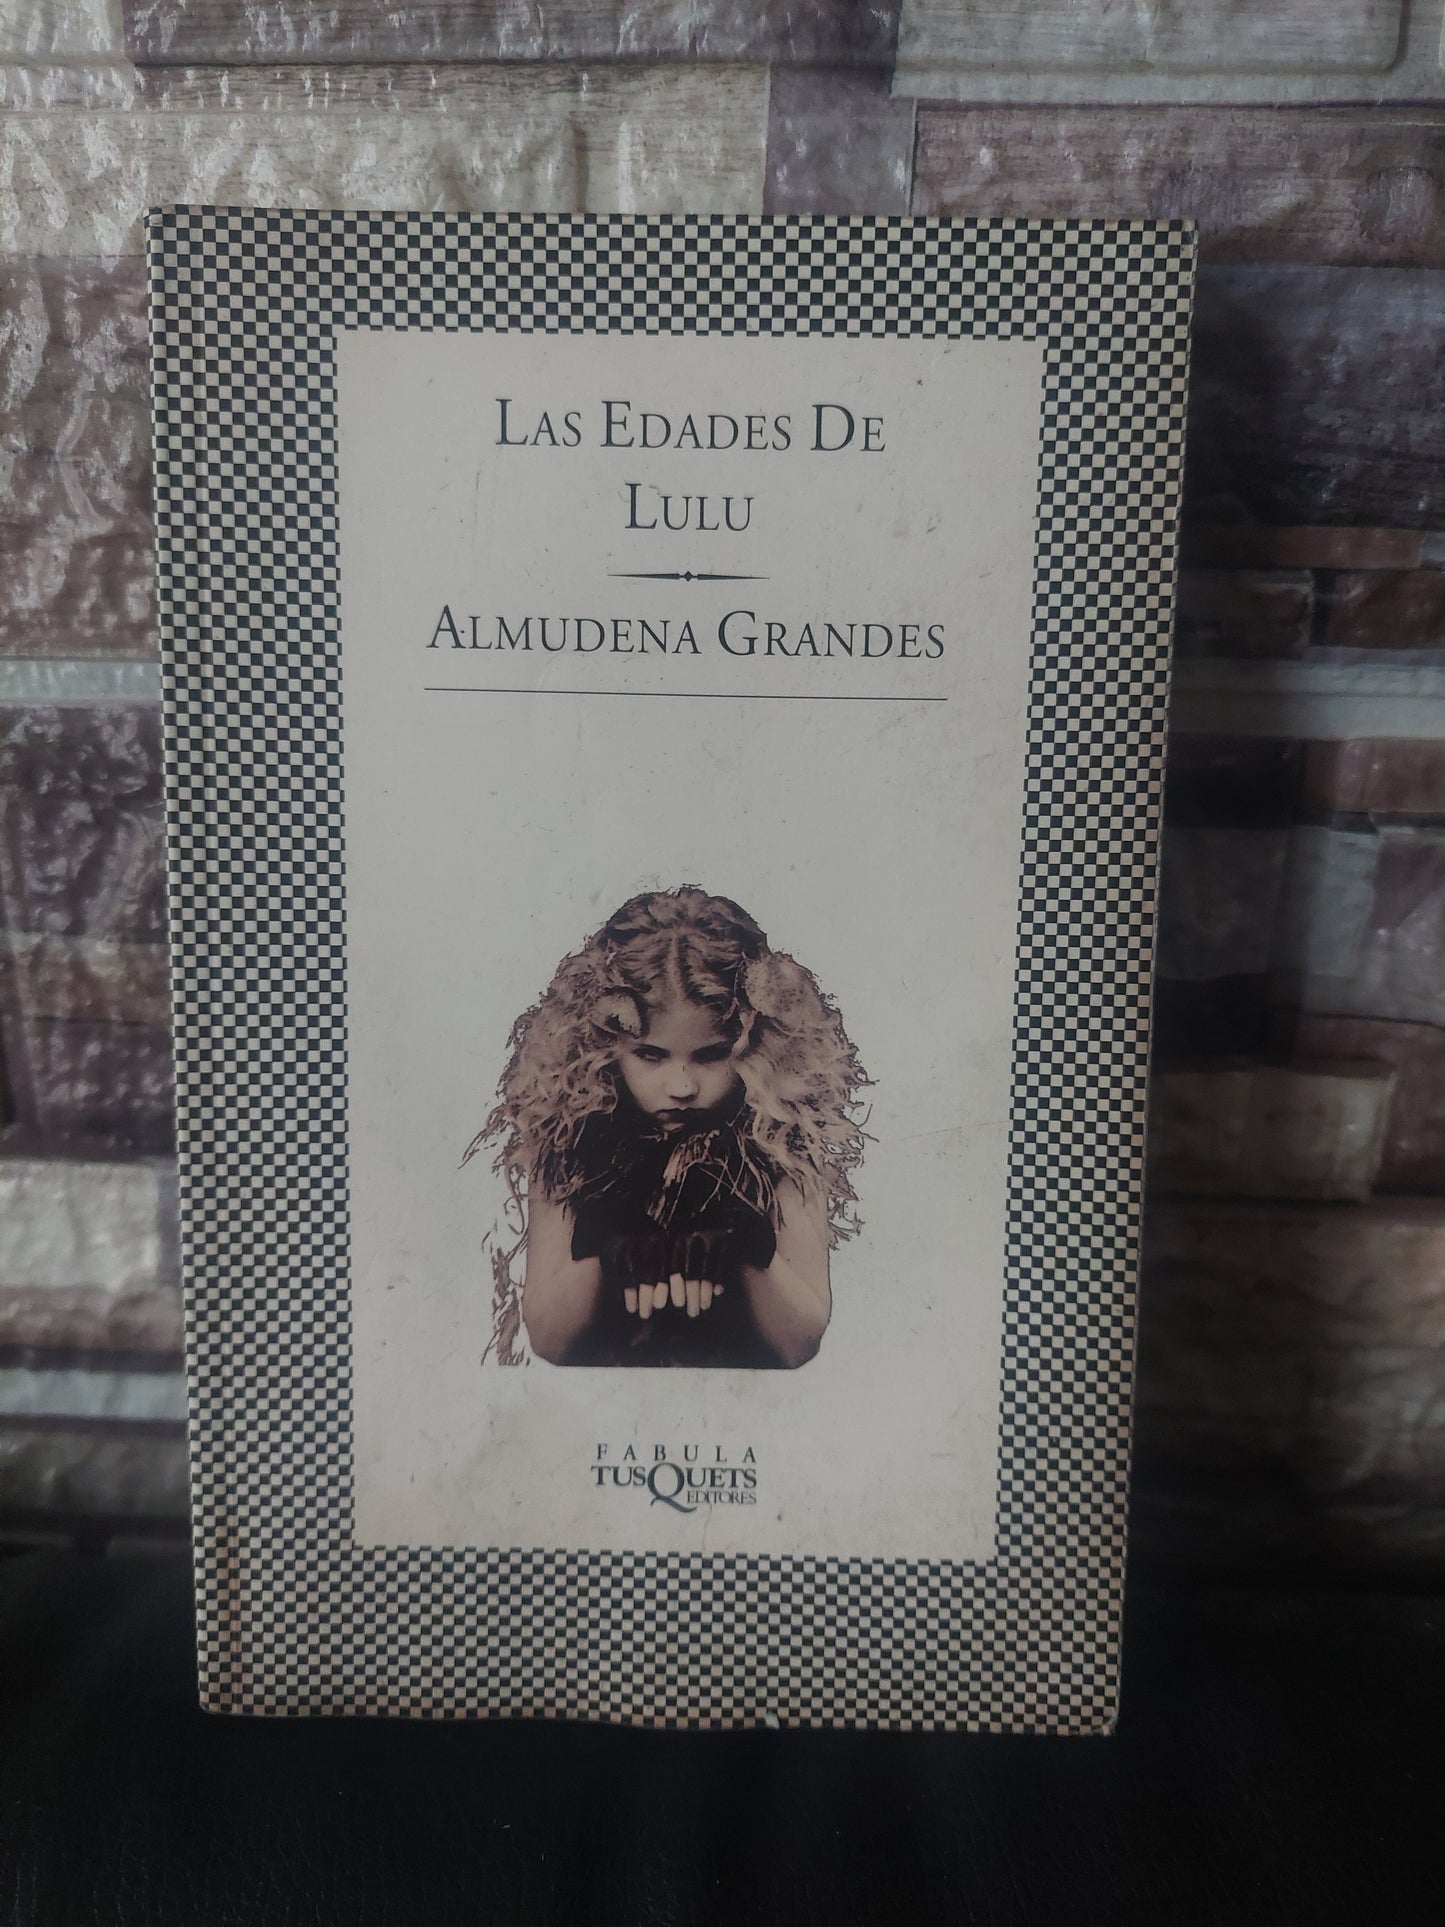 LAS EDADES DE
LULU
ALMUDENA GRANDES
FABULA
TUSQUETS
EDITORES